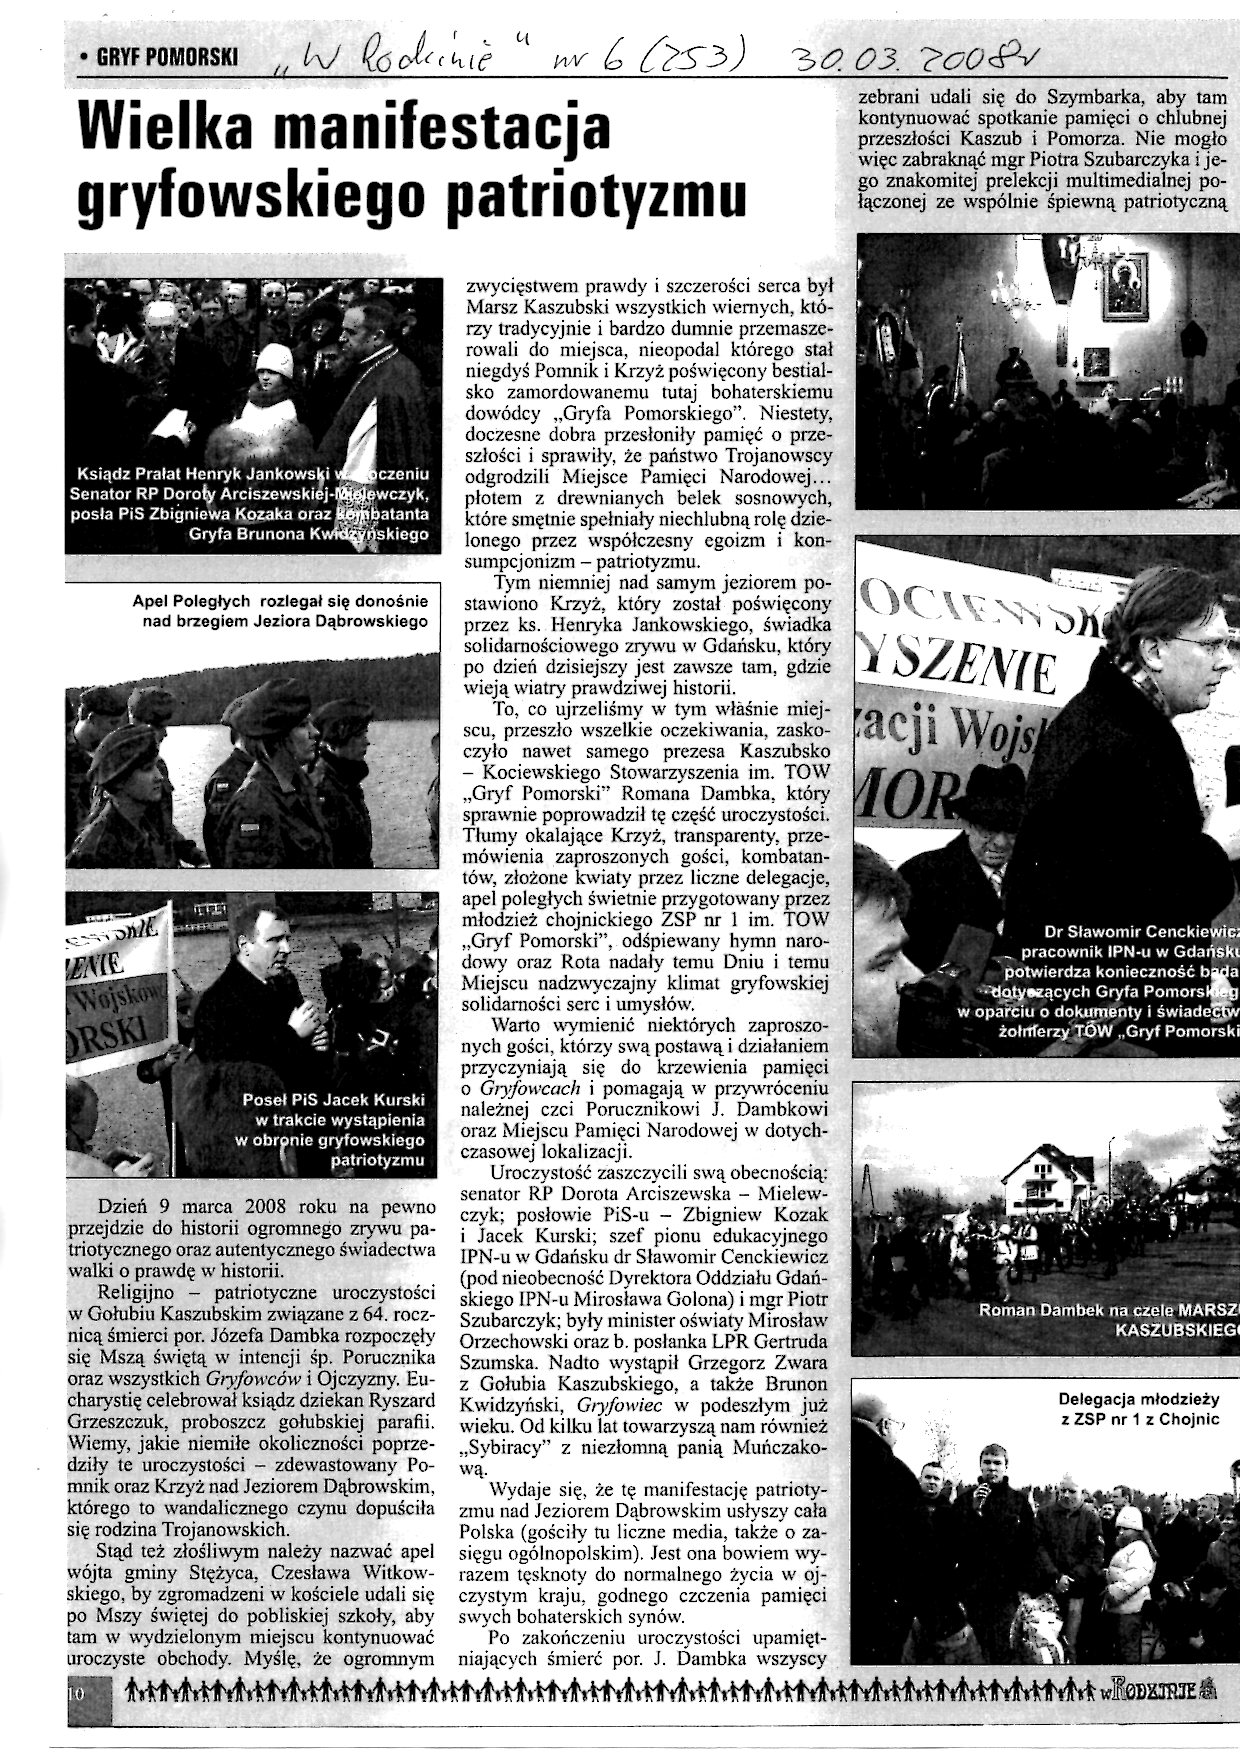 • GRYF POMORSKI
„W Rodzinie" nr 6 (253) 30.03.2008r
Wielka manifestacja
gryfowskiego patriotyzmu
Ksiądz Prałat Henryk Jankowski w otoczeniu
Senator RP Doroty Arciszewskiej-Mielewczyk,
posła PiS Zbigniewa Kozaka oraz kombatanta
Gryfa Brunona Kwidzyńskiego
Apel Poległych rozlegał się donośnie
nad brzegiem Jeziora Dąbrowskiego
Poseł PiS Jacek Kurski
w trakcie wystąpienia
w obronie gryfowskiego
patriotyzmu
Dzień 9 marca 2008 roku na pewno
przejdzie do historii ogromnego zrywu pa-
triotycznego oraz autentycznego świadectwa
walki o prawdę w historii.
Religijno – patriotyczne uroczystości
w Gołubiu Kaszubskim związane z 64. rocz-
nicą śmierci por. Józefa Dambka rozpoczęły
się Mszą świętą w intencji śp. Porucznika
oraz wszystkich Gryfowców i Ojczyzny. Eu-
charystię celebrował ksiądz dziekan Ryszard
Grzeszczuk, proboszcz gołubskiej parafii.
Wiemy, jakie niemiłe okoliczności poprze-
dziły te uroczystości – zdewastowany Po-
mnik oraz Krzyż nad Jeziorem Dąbrowskim,
którego to wandalicznego czynu dopuściła
się rodzina Trojanowskich.
Stąd też złośliwym należy nazwać apel
wójta gminy Stężyca, Czesława Witkow-
skiego, by zgromadzeni w kościele udali się
po Mszy świętej do pobliskiej szkoły, aby
tam w wydzielonym miejscu kontynuować
uroczyste obchody. Myślę, że ogromnym
zwycięstwem prawdy i szczerości serca był
Marsz Kaszubski wszystkich wiernych, któ-
rzy tradycyjnie i bardzo dumnie przemasze-
rowali do miejsca, nieopodal którego stał
niegdyś Pomnik i Krzyż poświęcony bestial-
sko zamordowanemu tutaj bohaterskiemu
dowódcy „Gryfa Pomorskiego”. Niestety,
doczesne dobra przesłoniły pamięć o prze-
szłości i sprawiły, że państwo Trojanowscy
odgrodzili Miejsce Pamięci Narodowej...
płotem z drewnianych belek sosnowych,
które smętnie spełniały niechlubną rolę dzie-
lonego przez współczesny egoizm i kon-
sumpcjonizm – patriotyzmu.
Tym niemniej nad samym jeziorem po-
stawiono Krzyż, który został poświęcony
przez ks. Henryka Jankowskiego, świadka
solidarnościowego zrywu w Gdańsku, który
po dzień dzisiejszy jest zawsze tam, gdzie
wieją wiatry prawdziwej historii.
To, co ujrzeliśmy w tym właśnie miej-
scu, przeszło wszelkie oczekiwania, zasko-
czyło nawet samego prezesa Kaszubsko
– Kociewskiego Stowarzyszenia im. TOW
„Gryf Pomorski” Romana Dambka, który
sprawnie poprowadził tę część uroczystości.
Tłumy okalające Krzyż, transparenty, prze-
mówienia zaproszonych gości, kombatan-
tów, złożone kwiaty przez liczne delegacje,
apel poległych świetnie przygotowany przez
młodzież chojnickiego ZSP nr 1 im. TOW
„Gryf Pomorski”, odśpiewany hymn naro-
dowy oraz Rota nadały temu Dniu i temu
Miejscu nadzwyczajny klimat gryfowskiej
solidarności serc i umysłów.
Warto wymienić niektórych zaproszo-
nych gości, którzy swą postawą i działaniem
przyczyniają się do krzewienia pamięci
o Gryfowcach i pomagają w przywróceniu
należnej czci Porucznikowi J. Dambkowi
oraz Miejscu Pamięci Narodowej w dotych-
czasowej lokalizacji.
Uroczystość zaszczycili swą obecnością:
senator RP Dorota Arciszewska – Mielew-
czyk; posłowie PiS-u – Zbigniew Kozak
i Jacek Kurski; szef pionu edukacyjnego
IPN-u w Gdańsku dr Sławomir Cenckiewicz
(pod nieobecność Dyrektora Oddziału Gdań-
skiego IPN-u Mirosława Golona) i mgr Piotr
Szubarczyk; były minister oświaty Mirosław
Orzechowski oraz b. posłanka LPR Gertruda
Szumska. Nadto wystąpił Grzegorz Zwara
z Gołubia Kaszubskiego, a także Brunon
Kwidzyński, Gryfowiec w podeszłym już
wieku. Od kilku lat towarzyszą nam również
„Sybiracy” z niezłomną panią Muńczako-
wą.
Wydaje się, że tę manifestację patrioty-
zmu nad Jeziorem Dąbrowskim usłyszy cała
Polska (gościły tu liczne media, także o za-
sięgu ogólnopolskim). Jest ona bowiem wy-
razem tęsknoty do normalnego życia w oj-
czystym kraju, godnego czczenia pamięci
swych bohaterskich synów.
Po zakończeniu uroczystości upamięt-
niających śmierć por. J. Dambka wszyscy
zebrani udali się do Szymbarka, aby tam
kontynuować spotkanie pamięci o chlubnej
przeszłości Kaszub i Pomorza. Nie mogło
więc zabraknąć mgr Piotra Szubarczyka i je-
go znakomitej prelekcji multimedialnej po-
łączonej ze wspólnie śpiewną patriotyczną
OCIEWSK
YSZENIE
acji Wojsk
MOR
ENIE
Wojskow
ORSKI
Dr Sławomir Cenckiewicz
pracownik IPN-u w Gdańsku
potwierdza konieczność bada
dotyczących Gryfa Pomorskieg
w oparciu o dokumenty i świadectw
żołnierzy TOW „Gryf Pomorski
Roman Dambek na czele MARSZU
KASZUBSKIEGO
Delegacja młodzieży
z ZSP nr 1 z Chojnic
10
wRODZINIE